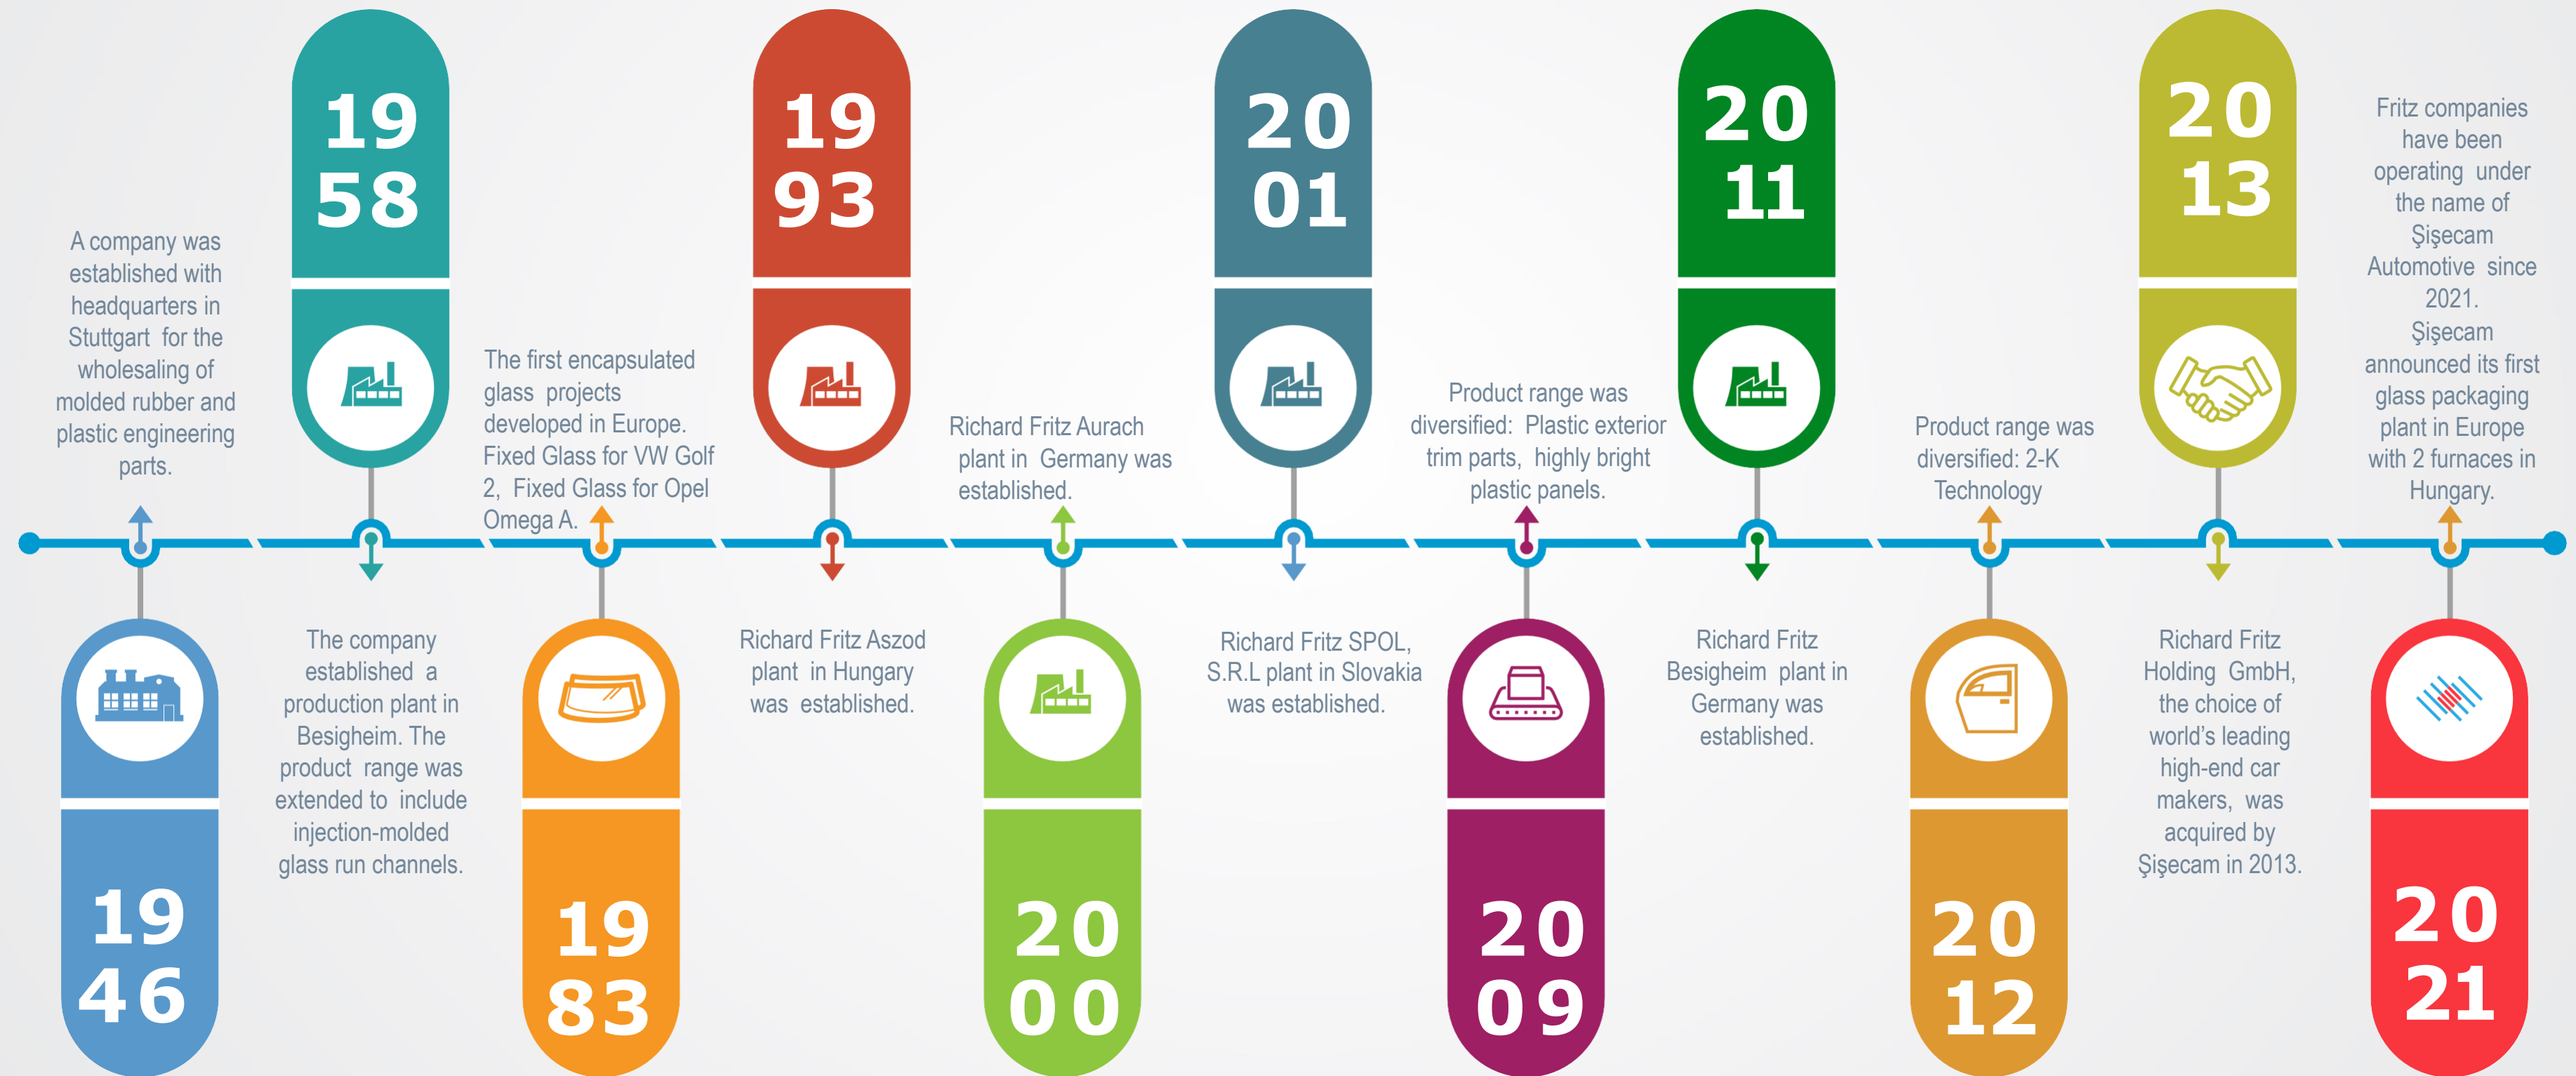 A company was
established with
headquarters in
Stuttgart for the
wholesaling of
molded rubber and
plastic engineering
parts.
19
46
19
58
The company
established a
production plant in
Besigheim. The
product range was
extended to include
injection-molded
glass run channels.
The first encapsulated
glass projects
developed in Europe.
Fixed Glass for VW Golf
2, Fixed Glass for Opel
Omega A.
19
83
19
93
Richard Fritz Aszod
plant in Hungary
was established.
Richard Fritz Aurach
plant in Germany was
established.
20
00
20
01
Richard Fritz SPOL,
S.R.L plant in Slovakia
was established.
Product range was
diversified: Plastic exterior
trim parts, highly bright
plastic panels.
20
09
20
11
Richard Fritz
Besigheim plant in
Germany was
established.
Product range was
diversified: 2-K
Technology
20
12
20
13
Richard Fritz
Holding GmbH,
the choice of
world’s leading
high-end car
makers, was
acquired by
Şişecam in 2013.
Fritz companies
have been
operating under
the name of
Şişecam
Automotive since
2021.
Şişecam
announced its first
glass packaging
plant in Europe
with 2 furnaces in
Hungary.
20
21